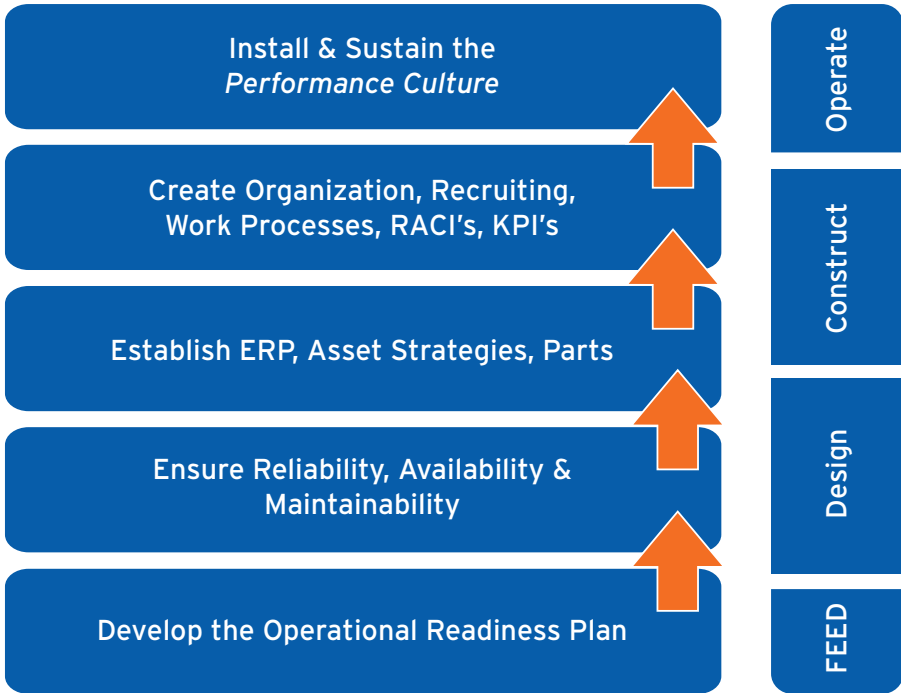 Install & Sustain the
Performance Culture
Create Organization, Recruiting,
Work Processes, RACI's, KPI's
Establish ERP, Asset Strategies, Parts
Ensure Reliability, Availability &
Maintainability
Develop the Operational Readiness Plan
Operate
Construct
Design
FEED